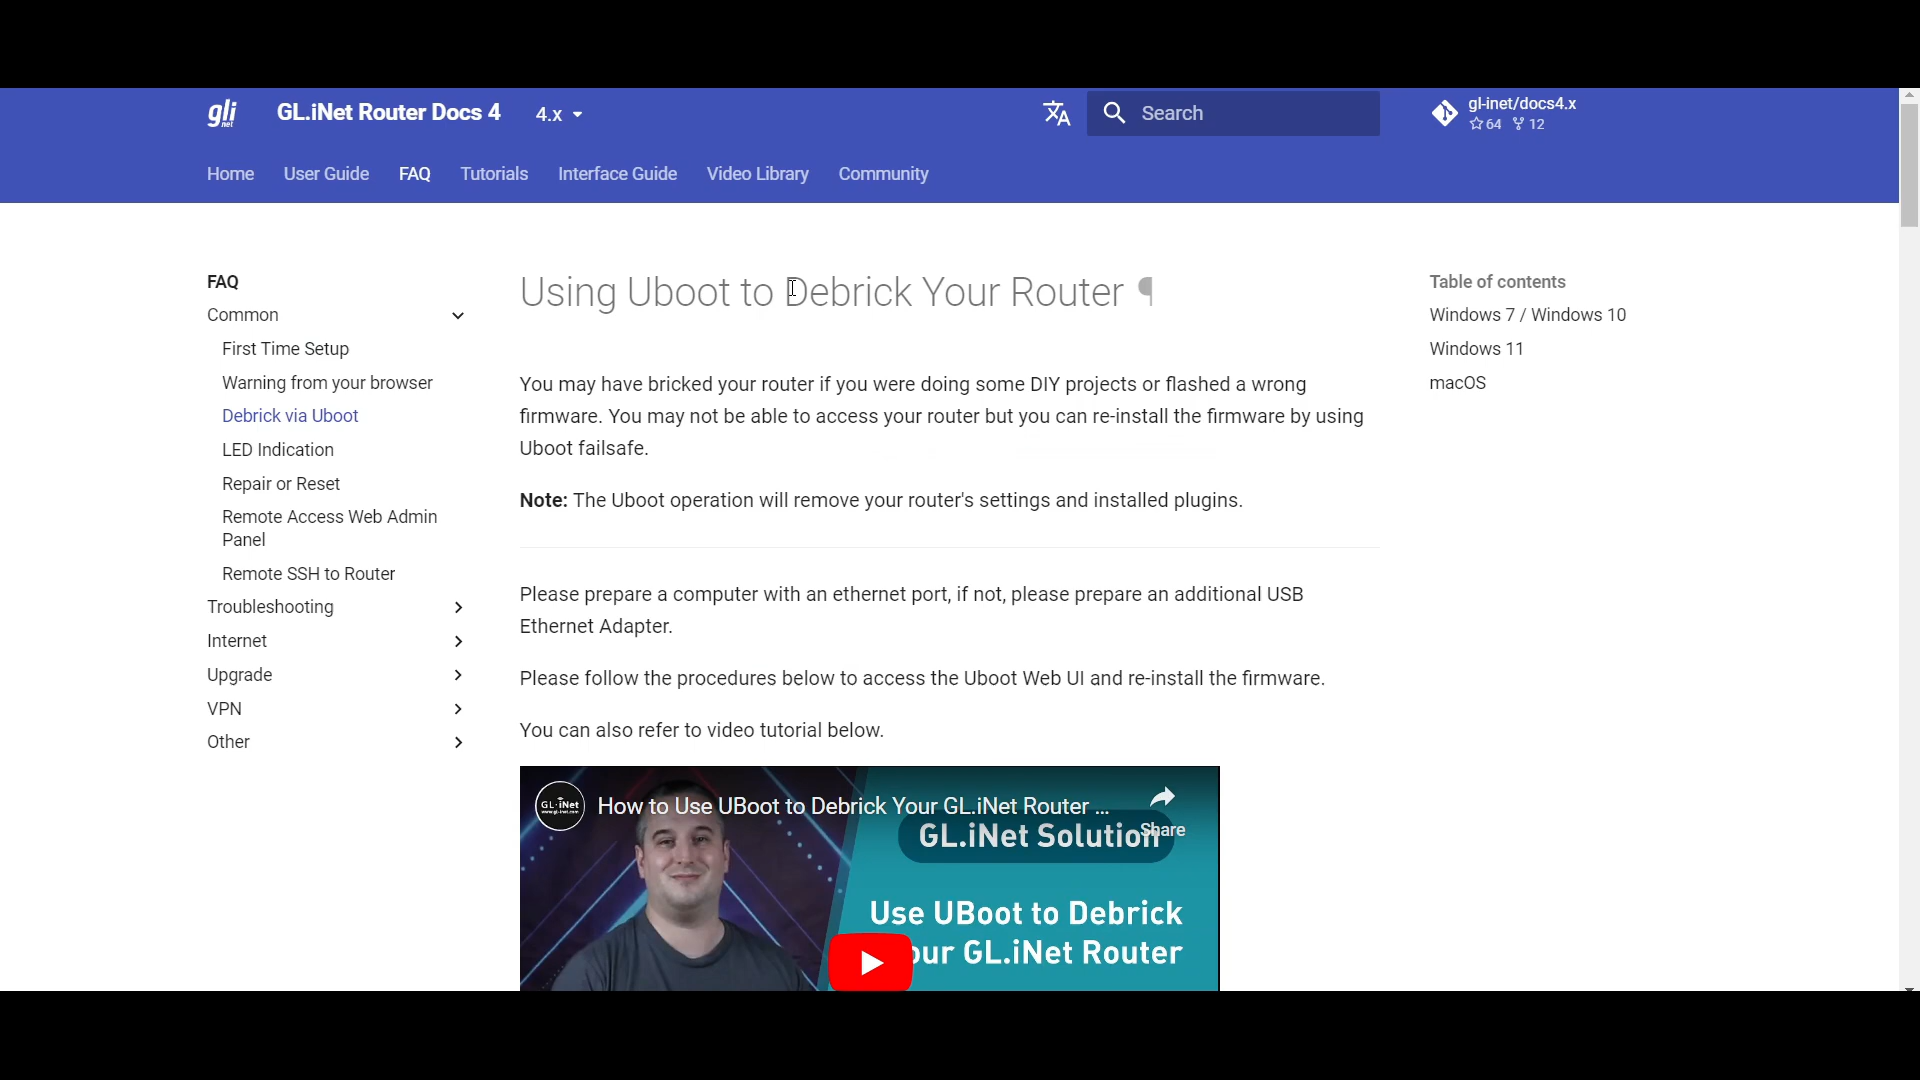 gli
net
GL.iNet Router Docs 4
4.x
Search
gl-inet/docs4.x
64 12
Home User Guide FAQ Tutorials Interface Guide Video Library Community
FAQ
Common
First Time Setup
Warning from your browser
Debrick via Uboot
LED Indication
Repair or Reset
Remote Access Web Admin
Panel
Remote SSH to Router
Troubleshooting
Internet
Upgrade
VPN
Other
Using Uboot to Debrick Your Router ¶
You may have bricked your router if you were doing some DIY projects or flashed a wrong
firmware. You may not be able to access your router but you can re-install the firmware by using
Uboot failsafe.
Note: The Uboot operation will remove your router's settings and installed plugins.
Please prepare a computer with an ethernet port, if not, please prepare an additional USB
Ethernet Adapter.
Please follow the procedures below to access the Uboot Web UI and re-install the firmware.
You can also refer to video tutorial below.
GL.iNet
www.gl-inet.com
How to Use UBoot to Debrick Your GL.iNet Router ...
Share
GL.iNet Solution
Use UBoot to Debrick
our GL.iNet Router
Table of contents
Windows 7 / Windows 10
Windows 11
macOS